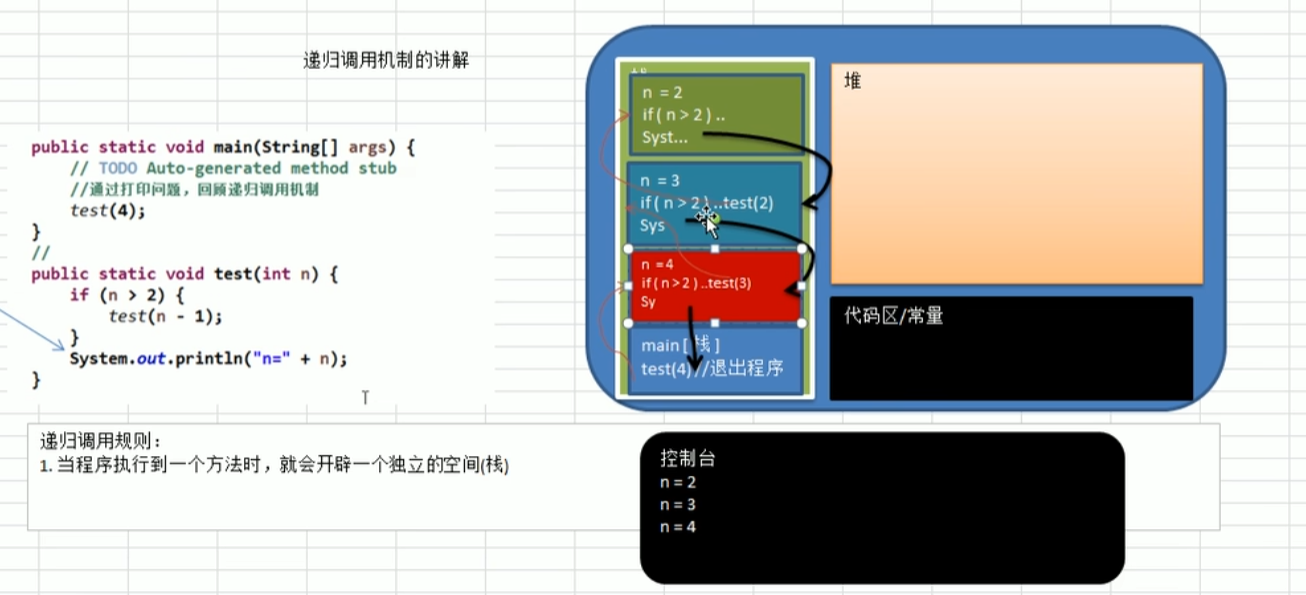 递归调用机制的讲解
public static void main(String[] args) {
// TODO Auto-generated method stub
//通过打印问题，回顾递归调用机制
test(4);
}
//
public static void test(int n) {
if (n > 2) {
test(n - 1);
}
System.out.println("n=" + n);
}
n = 2
if ( n > 2 ) ..
Syst...
n = 3
if ( n > 2 ) ..test(2)
Sys
n =4
if ( n > 2 ) ..test(3)
Sy
main [ 栈 ]
test(4)//退出程序
堆
代码区/常量
递归调用规则：
1. 当程序执行到一个方法时，就会开辟一个独立的空间(栈)
控制台
n = 2
n = 3
n = 4